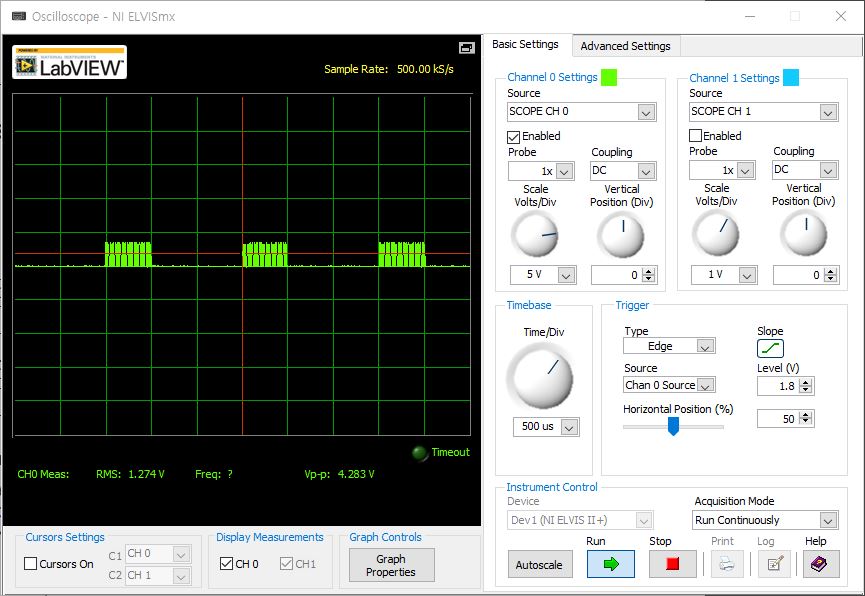 Oscilloscope - NI ELVISmx
POWERED BY
NATIONAL INSTRUMENTS
LabVIEW™
Sample Rate: 500.00 kS/s
Timeout
CH0 Meas: RMS: 1.274 V Freq: ? Vp-p: 4.283 V
Cursors Settings
Cursors On
C1 CH 0
C2 CH 1
Display Measurements
CH 0 CH1
Graph Controls
Graph
Properties
Basic Settings Advanced Settings
Channel 0 Settings
Source
SCOPE CH 0
Enabled
Probe Coupling
1x DC
Scale
Volts/Div
Vertical
Position (Div)
5 V 0
Channel 1 Settings
Source
SCOPE CH 1
Enabled
Probe Coupling
1x DC
Scale
Volts/Div
Vertical
Position (Div)
1 V 0
Timebase
Time/Div
500 us
Trigger
Type
Edge
Slope
Source
Chan 0 Source
Level (V)
1.8
Horizontal Position (%)
50
Instrument Control
Device
Dev1 (NI ELVIS II+)
Acquisition Mode
Run Continuously
Run Stop Print Log Help
Autoscale